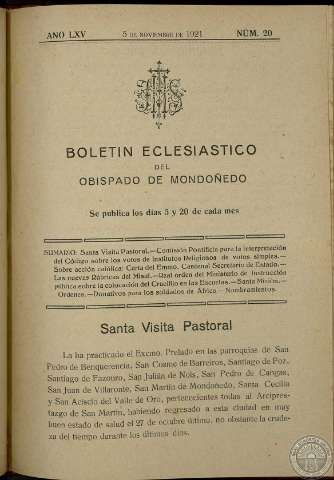 AÑO LXV 5 DE NOVIEMBRE DE 1921 NÚM. 20
BOLETIN ECLESIASTICO
DEL
OBISPADO DE MONDOÑEDO
Se publica los días 5 y 20 de cada mes
SUMARIO: Santa Visita Pastoral.—Comisión Pontificia para la interpretación
del Código sobre los votos de Institutos Religiosos de votos simples.—
Sobre acción católica: Carta del Emmo. Cardenal Secretario de Estado.—
Las nuevas Rúbricas del Misal.—Real orden del Ministerio de Instrucción
pública sobre la colocación del Crucifijo en las Escuelas.—Santa Misión.—
Ordenes.—Donativos para los soldados de Africa.—Nombramientos.
Santa Visita Pastoral
La ha practicado el Excmo. Prelado en las parroquias de San
Pedro de Benquerencia, San Cosme de Barreiros, Santiago de Foz,
Santiago de Fazouro, San Julián de Nois, San Pedro de Cangas,
San Juan de Villaronte, San Martín de Mondoñedo, Santa Cecilia
y San Acisclo del Valle de Oro, pertenecientes todas al Arcipres-
tazgo de San Martín, habiendo regresado a esta ciudad en muy
buen estado de salud el 27 de octubre último, no obstante la crude-
za del tiempo durante los últimos días.